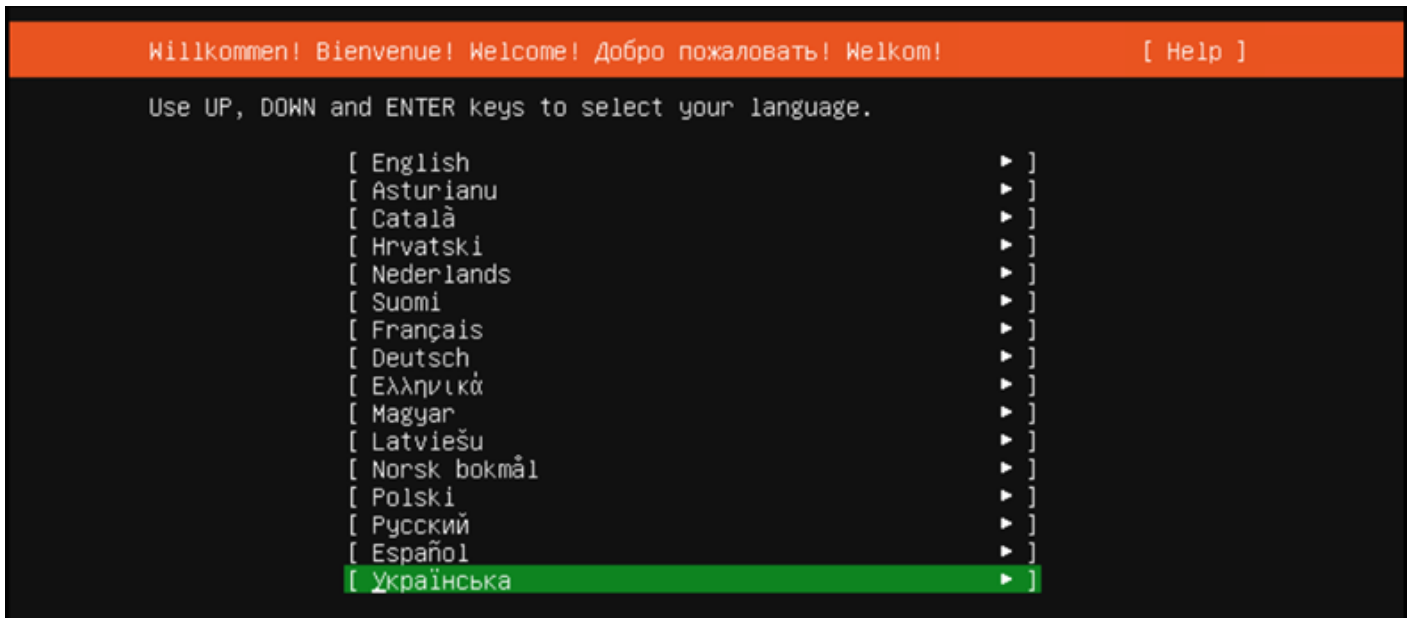 Willkommen! Bienvenue! Welcome! Добро пожаловать! Welkom! [ Help ]
Use UP, DOWN and ENTER keys to select your language.
[ English ► ]
[ Asturianu ► ]
[ Català ► ]
[ Hrvatski ► ]
[ Nederlands ► ]
[ Suomi ► ]
[ Français ► ]
[ Deutsch ► ]
[ Ελληνικά ► ]
[ Magyar ► ]
[ Latviešu ► ]
[ Norsk bokmål ► ]
[ Polski ► ]
[ Русский ► ]
[ Español ► ]
[ Українська ► ]